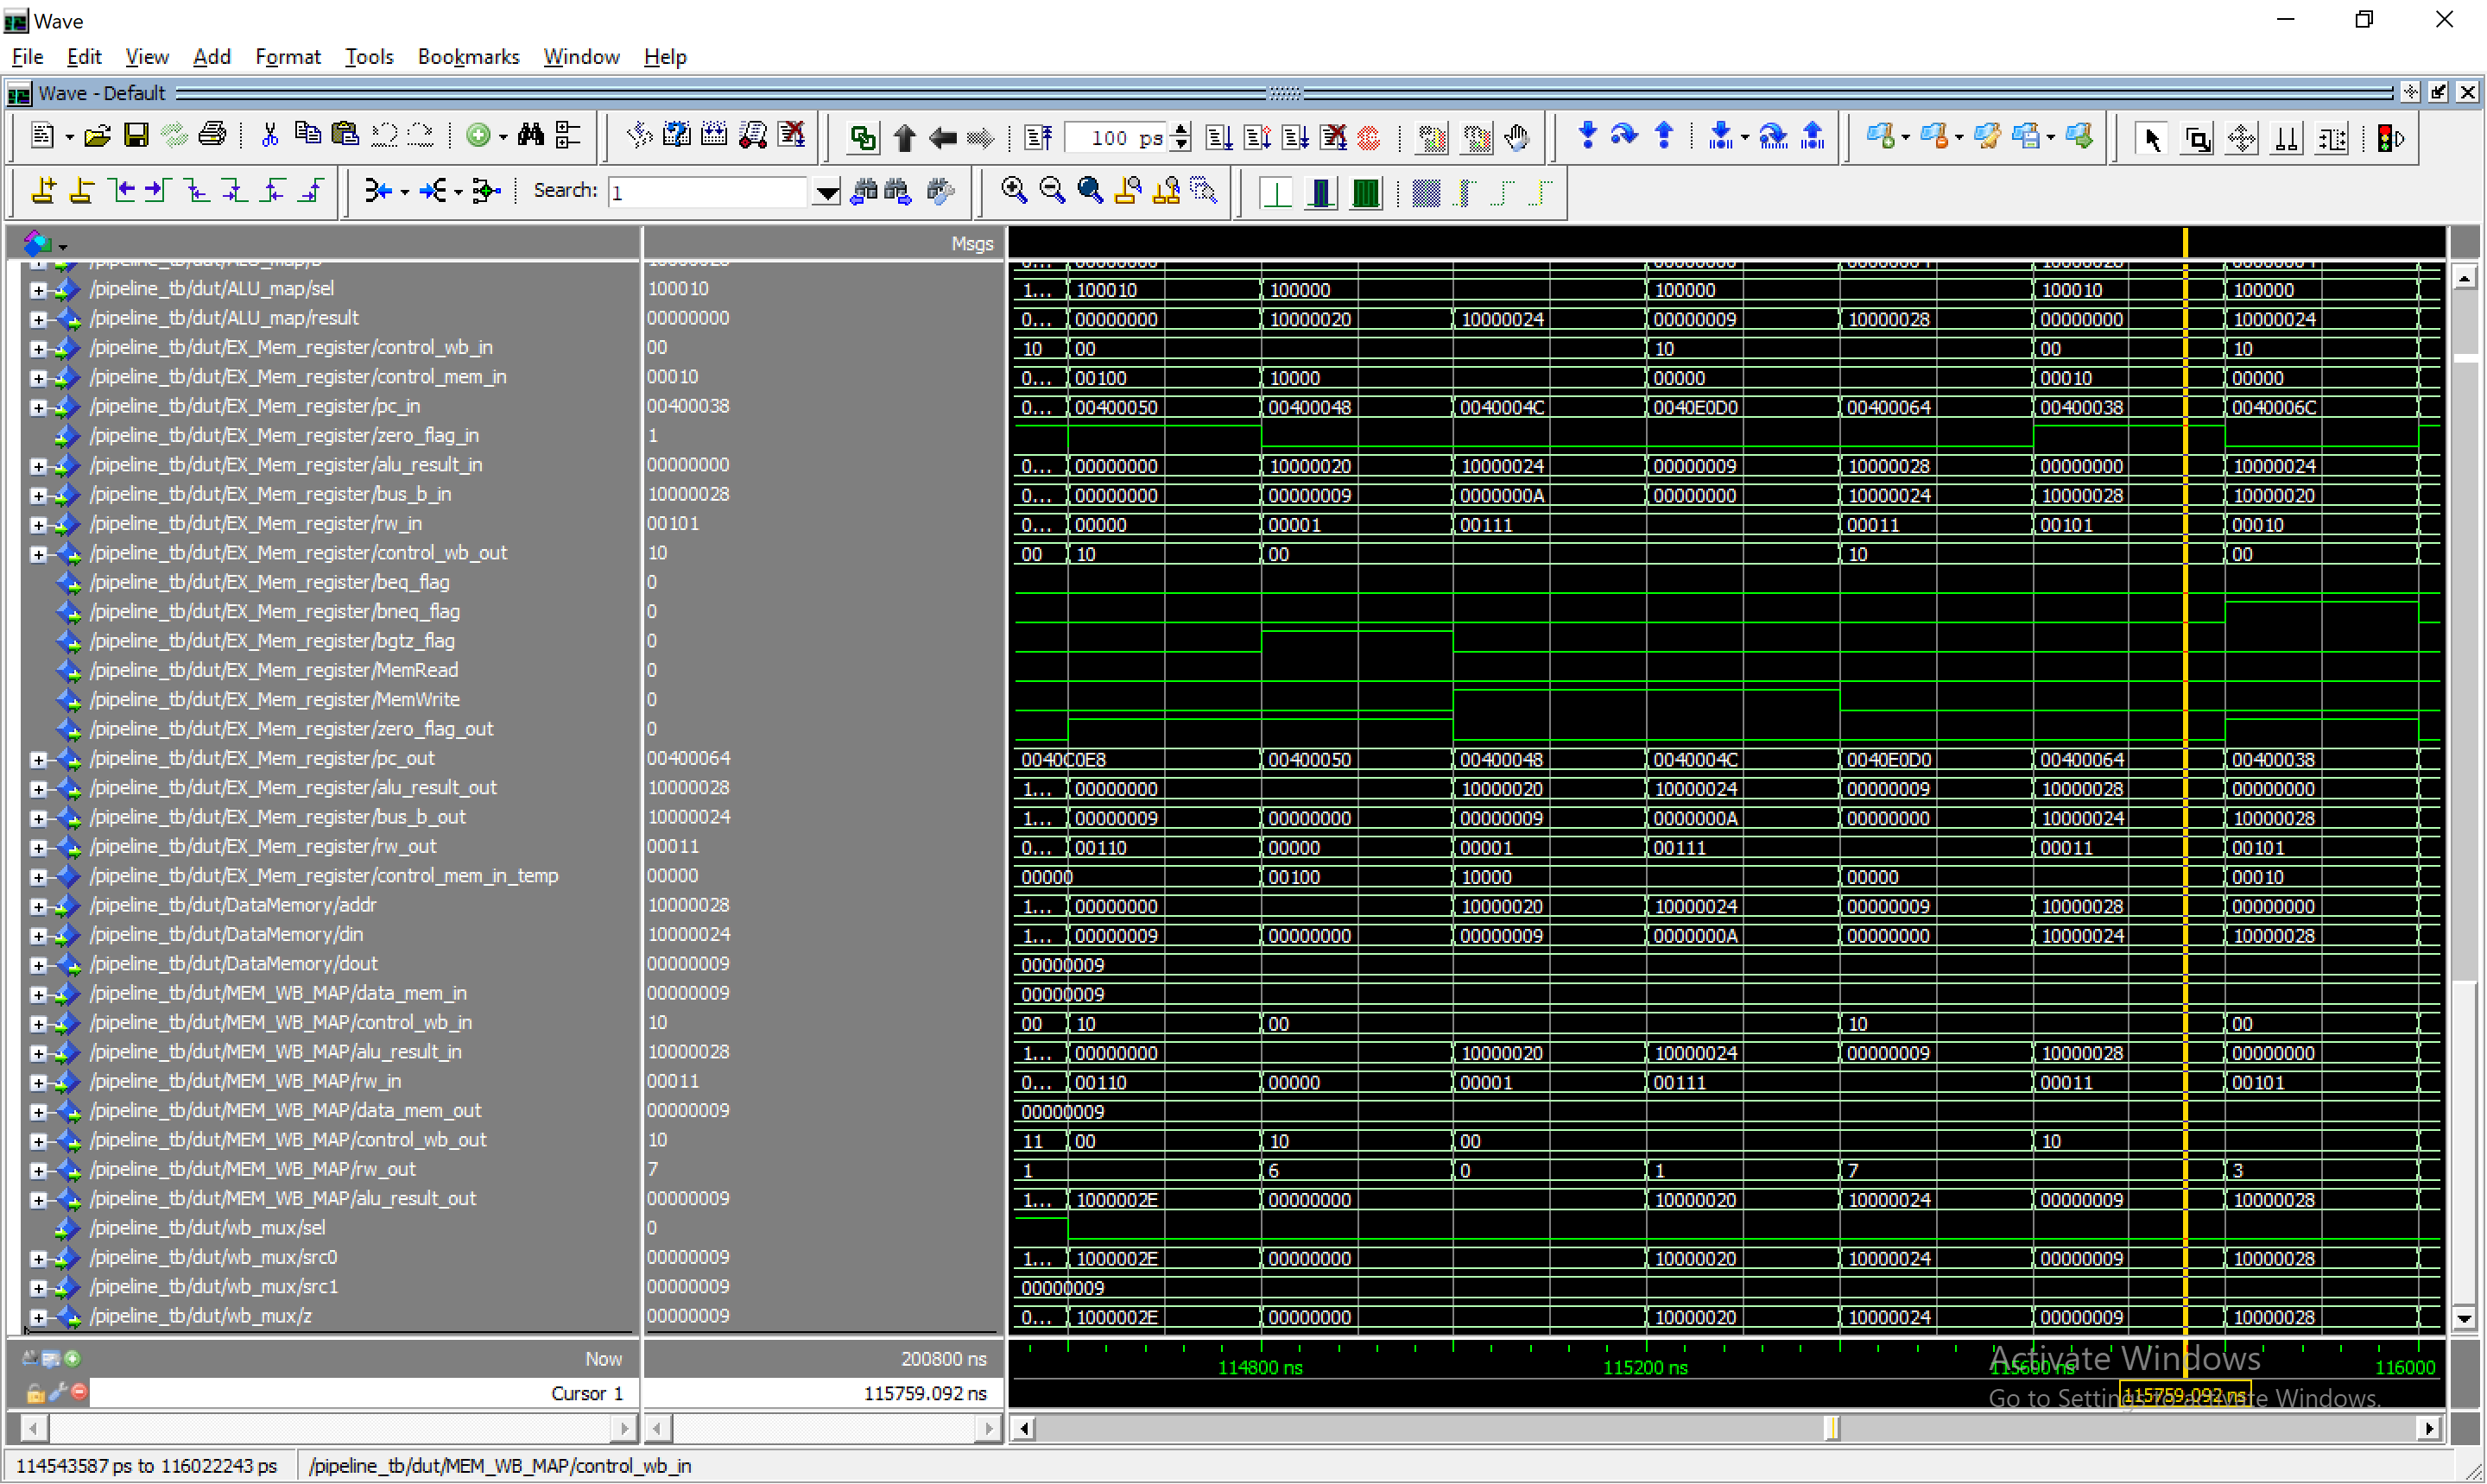 Wave
File Edit View Add Format Tools Bookmarks Window Help
Wave - Default
100 ps
Search: 1
Msgs
/pipeline_tb/dut/ALU_map/sel 100010 1... 100010 100000 100000 100010 100000
/pipeline_tb/dut/ALU_map/result 00000000 0... 00000000 10000020 10000024 00000009 10000028 00000000 10000024
/pipeline_tb/dut/EX_Mem_register/control_wb_in 00 10 00 10 00 10
/pipeline_tb/dut/EX_Mem_register/control_mem_in 00010 0... 00100 10000 00000 00010 00000
/pipeline_tb/dut/EX_Mem_register/pc_in 00400038 0... 00400050 00400048 0040004C 0040E0D0 00400064 00400038 0040006C
/pipeline_tb/dut/EX_Mem_register/zero_flag_in 1
/pipeline_tb/dut/EX_Mem_register/alu_result_in 00000000 0... 00000000 10000020 10000024 00000009 10000028 00000000 10000024
/pipeline_tb/dut/EX_Mem_register/bus_b_in 10000028 0... 00000000 00000009 0000000A 00000000 10000024 10000028 10000020
/pipeline_tb/dut/EX_Mem_register/rw_in 00101 0... 00000 00001 00111 00011 00101 00010
/pipeline_tb/dut/EX_Mem_register/control_wb_out 10 00 10 00 10 00
/pipeline_tb/dut/EX_Mem_register/beq_flag 0
/pipeline_tb/dut/EX_Mem_register/bneq_flag 0
/pipeline_tb/dut/EX_Mem_register/bgtz_flag 0
/pipeline_tb/dut/EX_Mem_register/MemRead 0
/pipeline_tb/dut/EX_Mem_register/MemWrite 0
/pipeline_tb/dut/EX_Mem_register/zero_flag_out 0
/pipeline_tb/dut/EX_Mem_register/pc_out 00400064 0040C0E8 00400050 00400048 0040004C 0040E0D0 00400064 00400038
/pipeline_tb/dut/EX_Mem_register/alu_result_out 10000028 1... 00000000 10000020 10000024 00000009 10000028 00000000
/pipeline_tb/dut/EX_Mem_register/bus_b_out 10000024 1... 00000009 00000000 00000009 0000000A 00000000 10000024 10000028
/pipeline_tb/dut/EX_Mem_register/rw_out 00011 0... 00110 00000 00001 00111 00011 00101
/pipeline_tb/dut/EX_Mem_register/control_mem_in_temp 00000 00000 00100 10000 00000 00010
/pipeline_tb/dut/DataMemory/addr 10000028 1... 00000000 10000020 10000024 00000009 10000028 00000000
/pipeline_tb/dut/DataMemory/din 10000024 1... 00000009 00000000 00000009 0000000A 00000000 10000024 10000028
/pipeline_tb/dut/DataMemory/dout 00000009 00000009
/pipeline_tb/dut/MEM_WB_MAP/data_mem_in 00000009 00000009
/pipeline_tb/dut/MEM_WB_MAP/control_wb_in 10 00 10 00 10 00
/pipeline_tb/dut/MEM_WB_MAP/alu_result_in 10000028 1... 00000000 10000020 10000024 00000009 10000028 00000000
/pipeline_tb/dut/MEM_WB_MAP/rw_in 00011 0... 00110 00000 00001 00111 00011 00101
/pipeline_tb/dut/MEM_WB_MAP/data_mem_out 00000009 00000009
/pipeline_tb/dut/MEM_WB_MAP/control_wb_out 10 11 00 10 00 10
/pipeline_tb/dut/MEM_WB_MAP/rw_out 7 1 6 0 1 7 3
/pipeline_tb/dut/MEM_WB_MAP/alu_result_out 00000009 1... 1000002E 00000000 10000020 10000024 00000009 10000028
/pipeline_tb/dut/wb_mux/sel 0
/pipeline_tb/dut/wb_mux/src0 00000009 1... 1000002E 00000000 10000020 10000024 00000009 10000028
/pipeline_tb/dut/wb_mux/src1 00000009 00000009
/pipeline_tb/dut/wb_mux/z 00000009 0... 1000002E 00000000 10000020 10000024 00000009 10000028
Now 200800 ns 114800 ns 115200 ns 115600 ns 116000
Activate Windows
Cursor 1 115759.092 ns 115759.092 ns
Go to Settings to activate Windows.
114543587 ps to 116022243 ps /pipeline_tb/dut/MEM_WB_MAP/control_wb_in